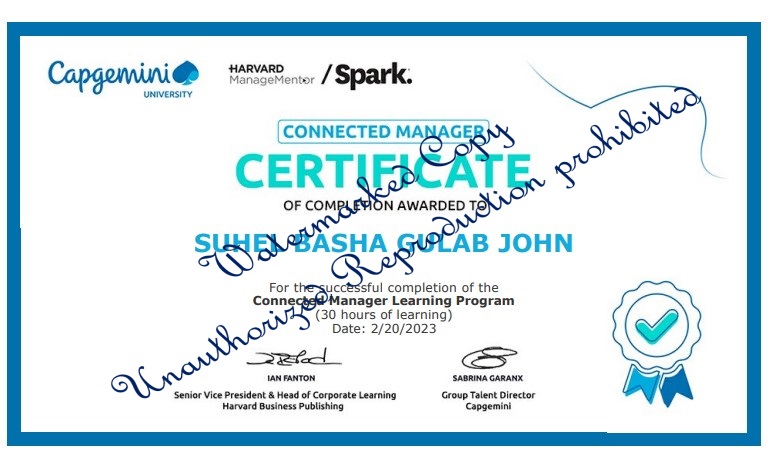 Capgemini
UNIVERSITY
HARVARD
ManageMentor / Spark.
CONNECTED MANAGER
CERTIFICATE
OF COMPLETION AWARDED TO
SUHEL BASHA GULAB JOHN
For the successful completion of the
Connected Manager Learning Program
(30 hours of learning)
Date: 2/20/2023
IAN FANTON
Senior Vice President & Head of Corporate Learning
Harvard Business Publishing
SABRINA GARANX
Group Talent Director
Capgemini
Watermarked Copy
Unauthorized Reproduction prohibited